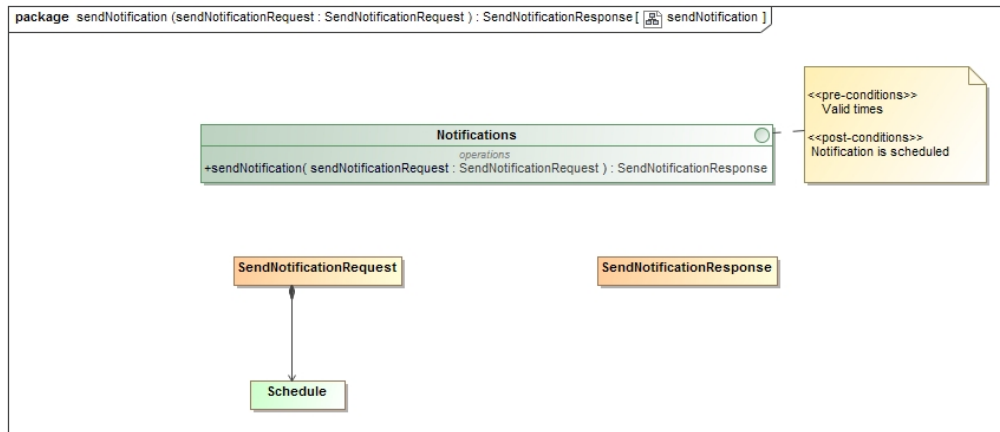 package sendNotification (sendNotificationRequest : SendNotificationRequest ) : SendNotificationResponse [ sendNotification ]
<<pre-conditions>>
Valid times
<<post-conditions>>
Notification is scheduled
Notifications
operations
+sendNotification( sendNotificationRequest : SendNotificationRequest ) : SendNotificationResponse
SendNotificationRequest
SendNotificationResponse
Schedule